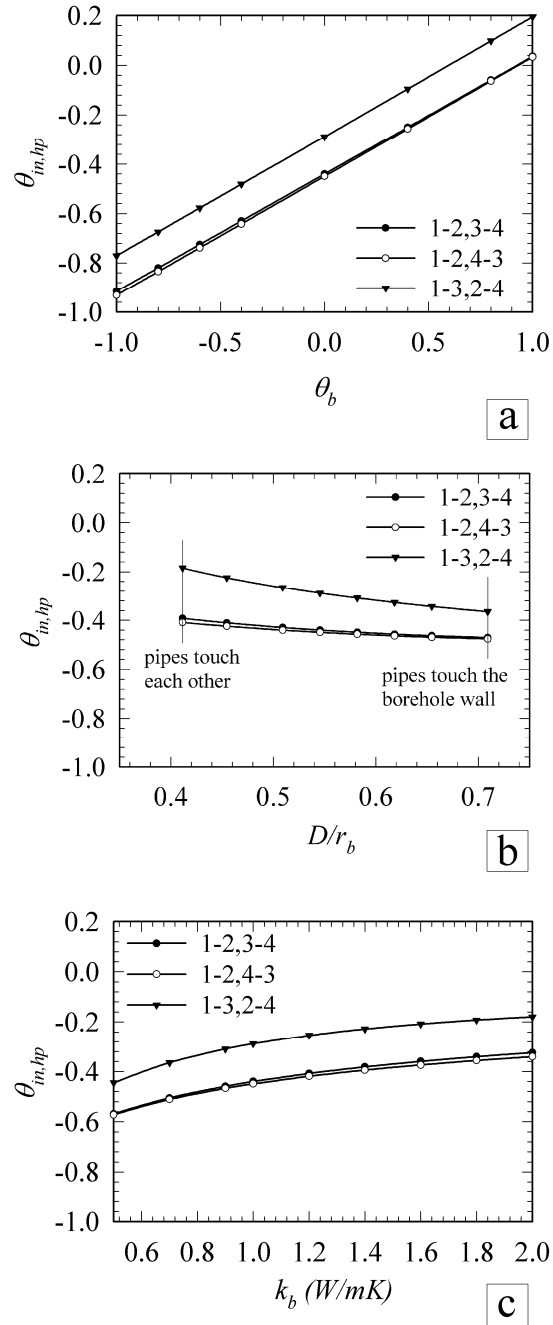 0.2
0.0
-0.2
-0.4
-0.6
-0.8
-1.0
θin,hp
1-2,3-4
1-2,4-3
1-3,2-4
-1.0 -0.5 0.0 0.5 1.0
θb
a
0.2
0.0
-0.2
-0.4
-0.6
-0.8
-1.0
θin,hp
1-2,3-4
1-2,4-3
1-3,2-4
pipes touch
each other
pipes touch the
borehole wall
0.4 0.5 0.6 0.7
D/rb
b
0.2
0.0
-0.2
-0.4
-0.6
-0.8
-1.0
θin,hp
1-2,3-4
1-2,4-3
1-3,2-4
0.6 0.8 1.0 1.2 1.4 1.6 1.8 2.0
kb (W/mK)
c